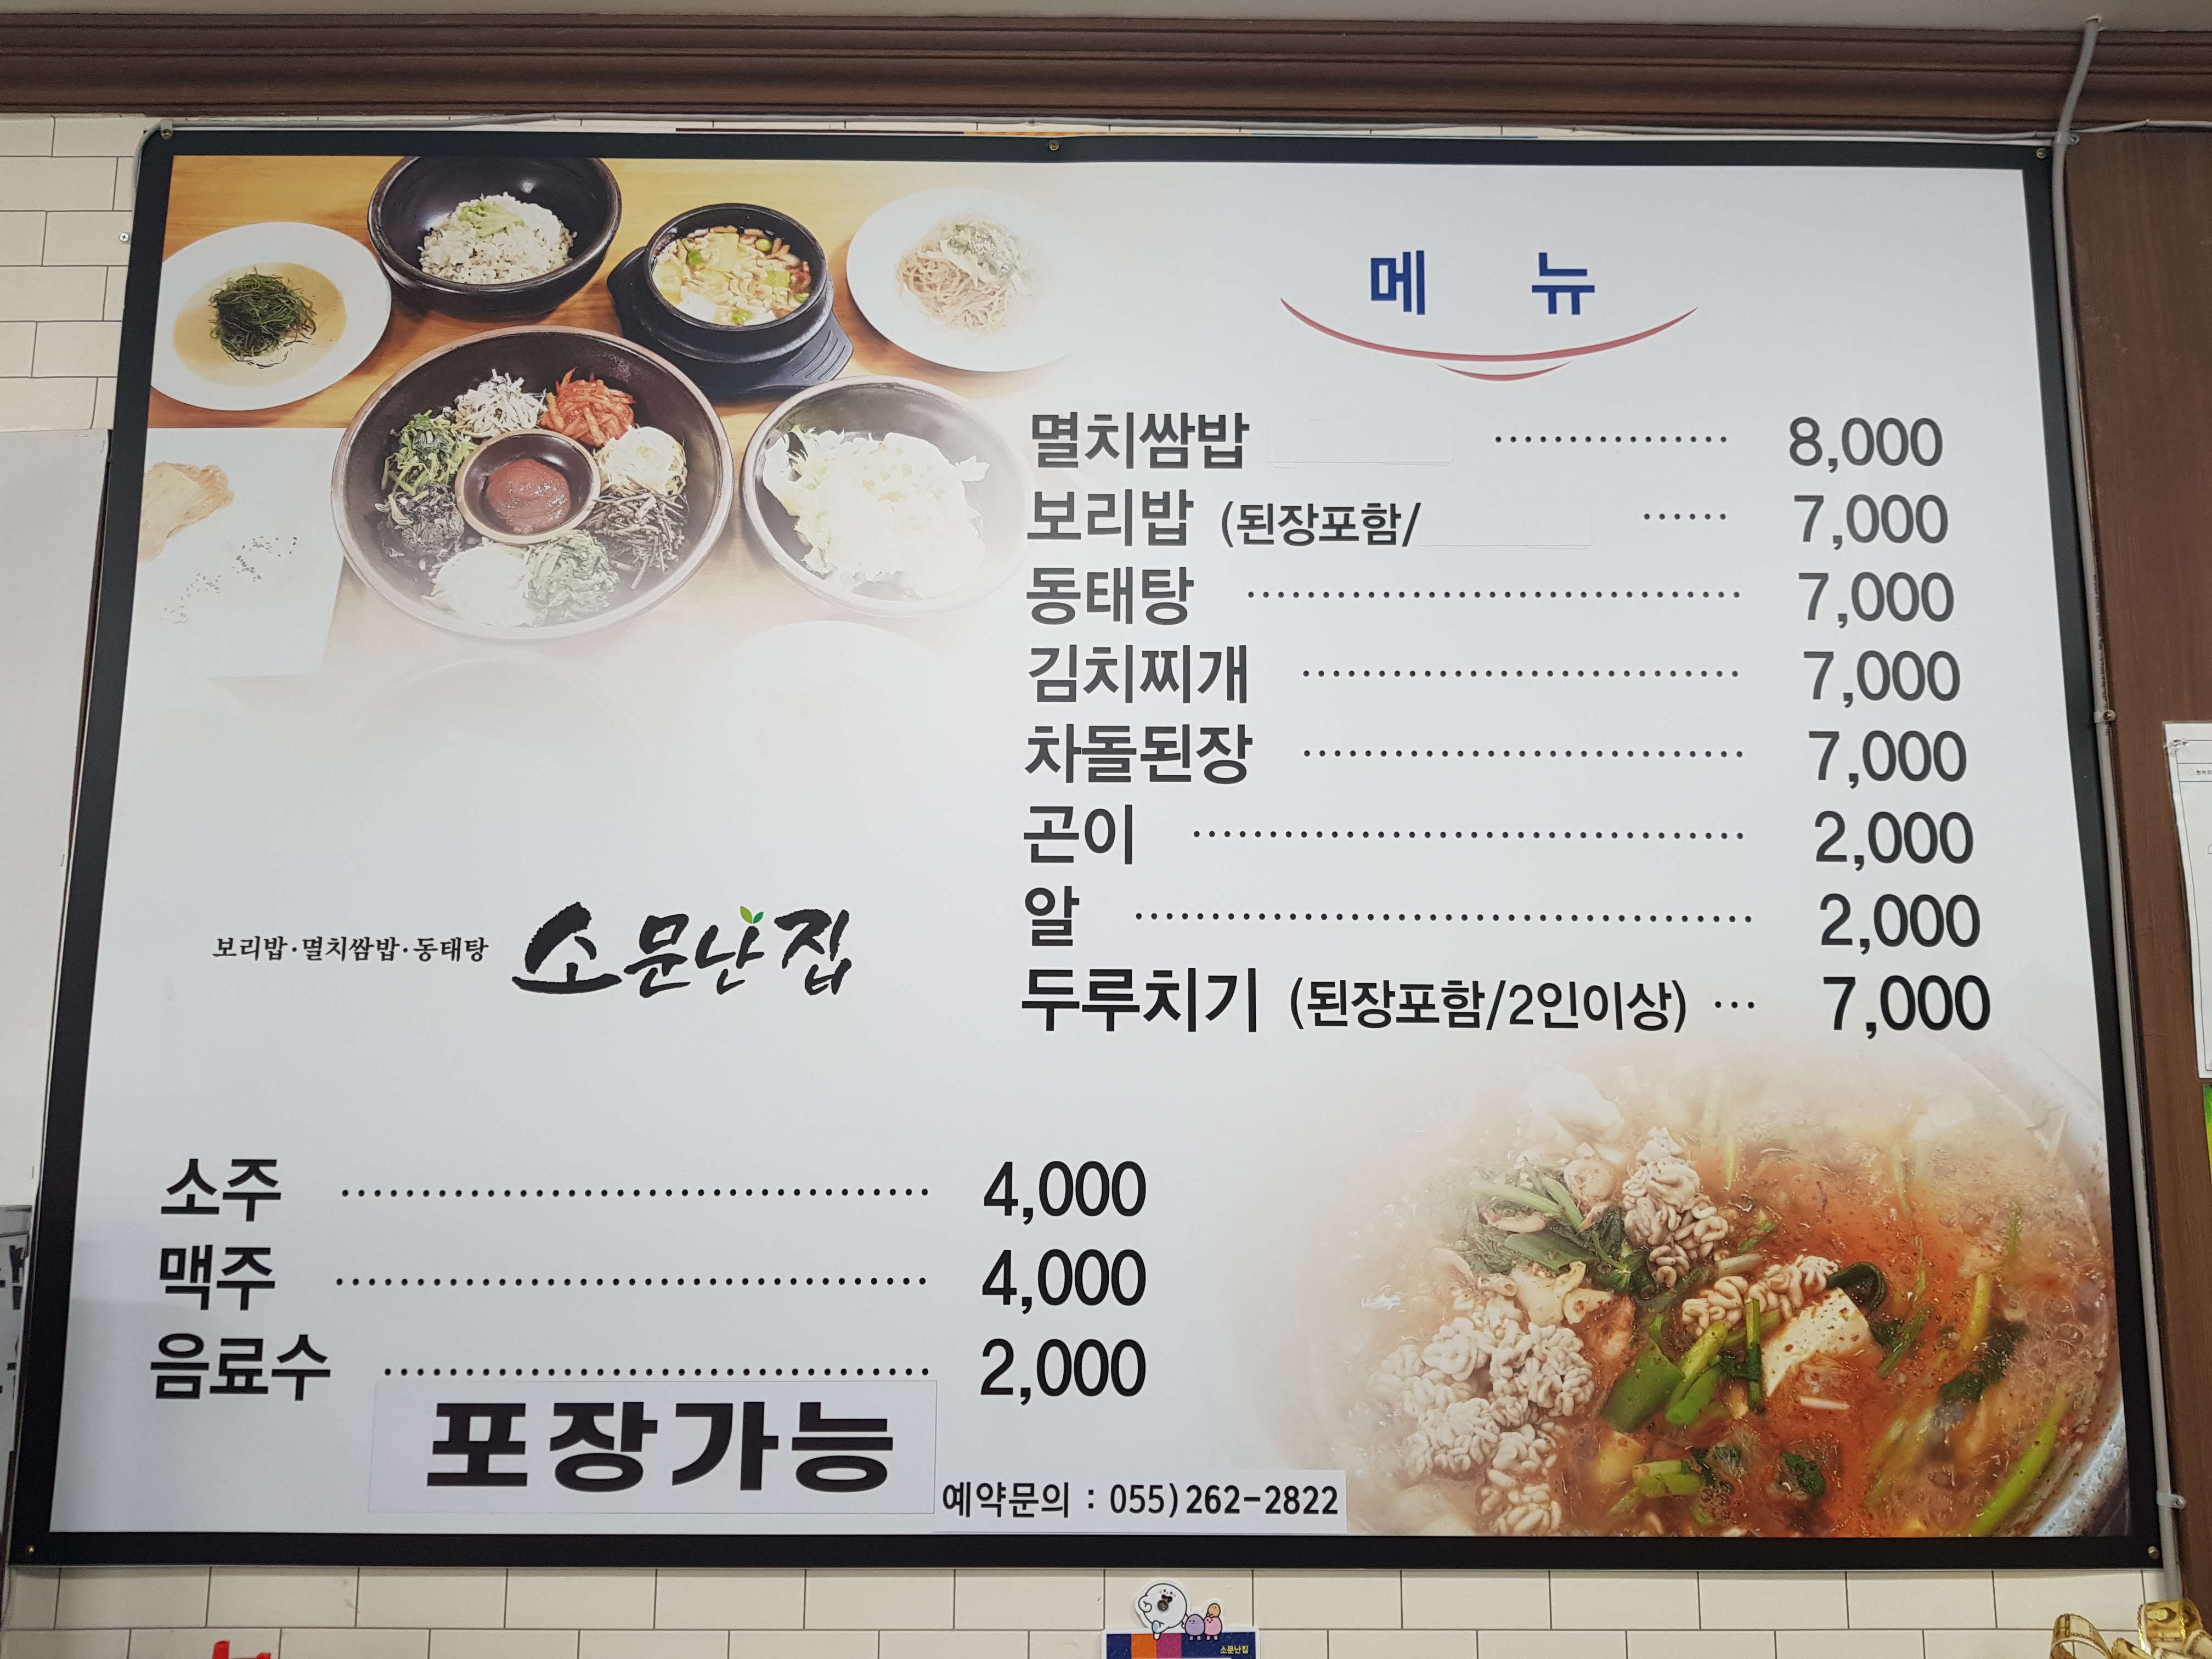 메 뉴
멸치쌈밥 ················ 8,000
보리밥 (된장포함/ ······ 7,000
동태탕 ································· 7,000
김치찌개 ····························· 7,000
차돌된장 ····························· 7,000
곤이 ····································· 2,000
알 ········································· 2,000
두루치기 (된장포함/2인이상) ··· 7,000
보리밥·멸치쌈밥·동태탕 소문난집
소주 ····································· 4,000
맥주 ····································· 4,000
음료수 ·································· 2,000
포장가능
예약문의 : 055)262-2822
소문난집